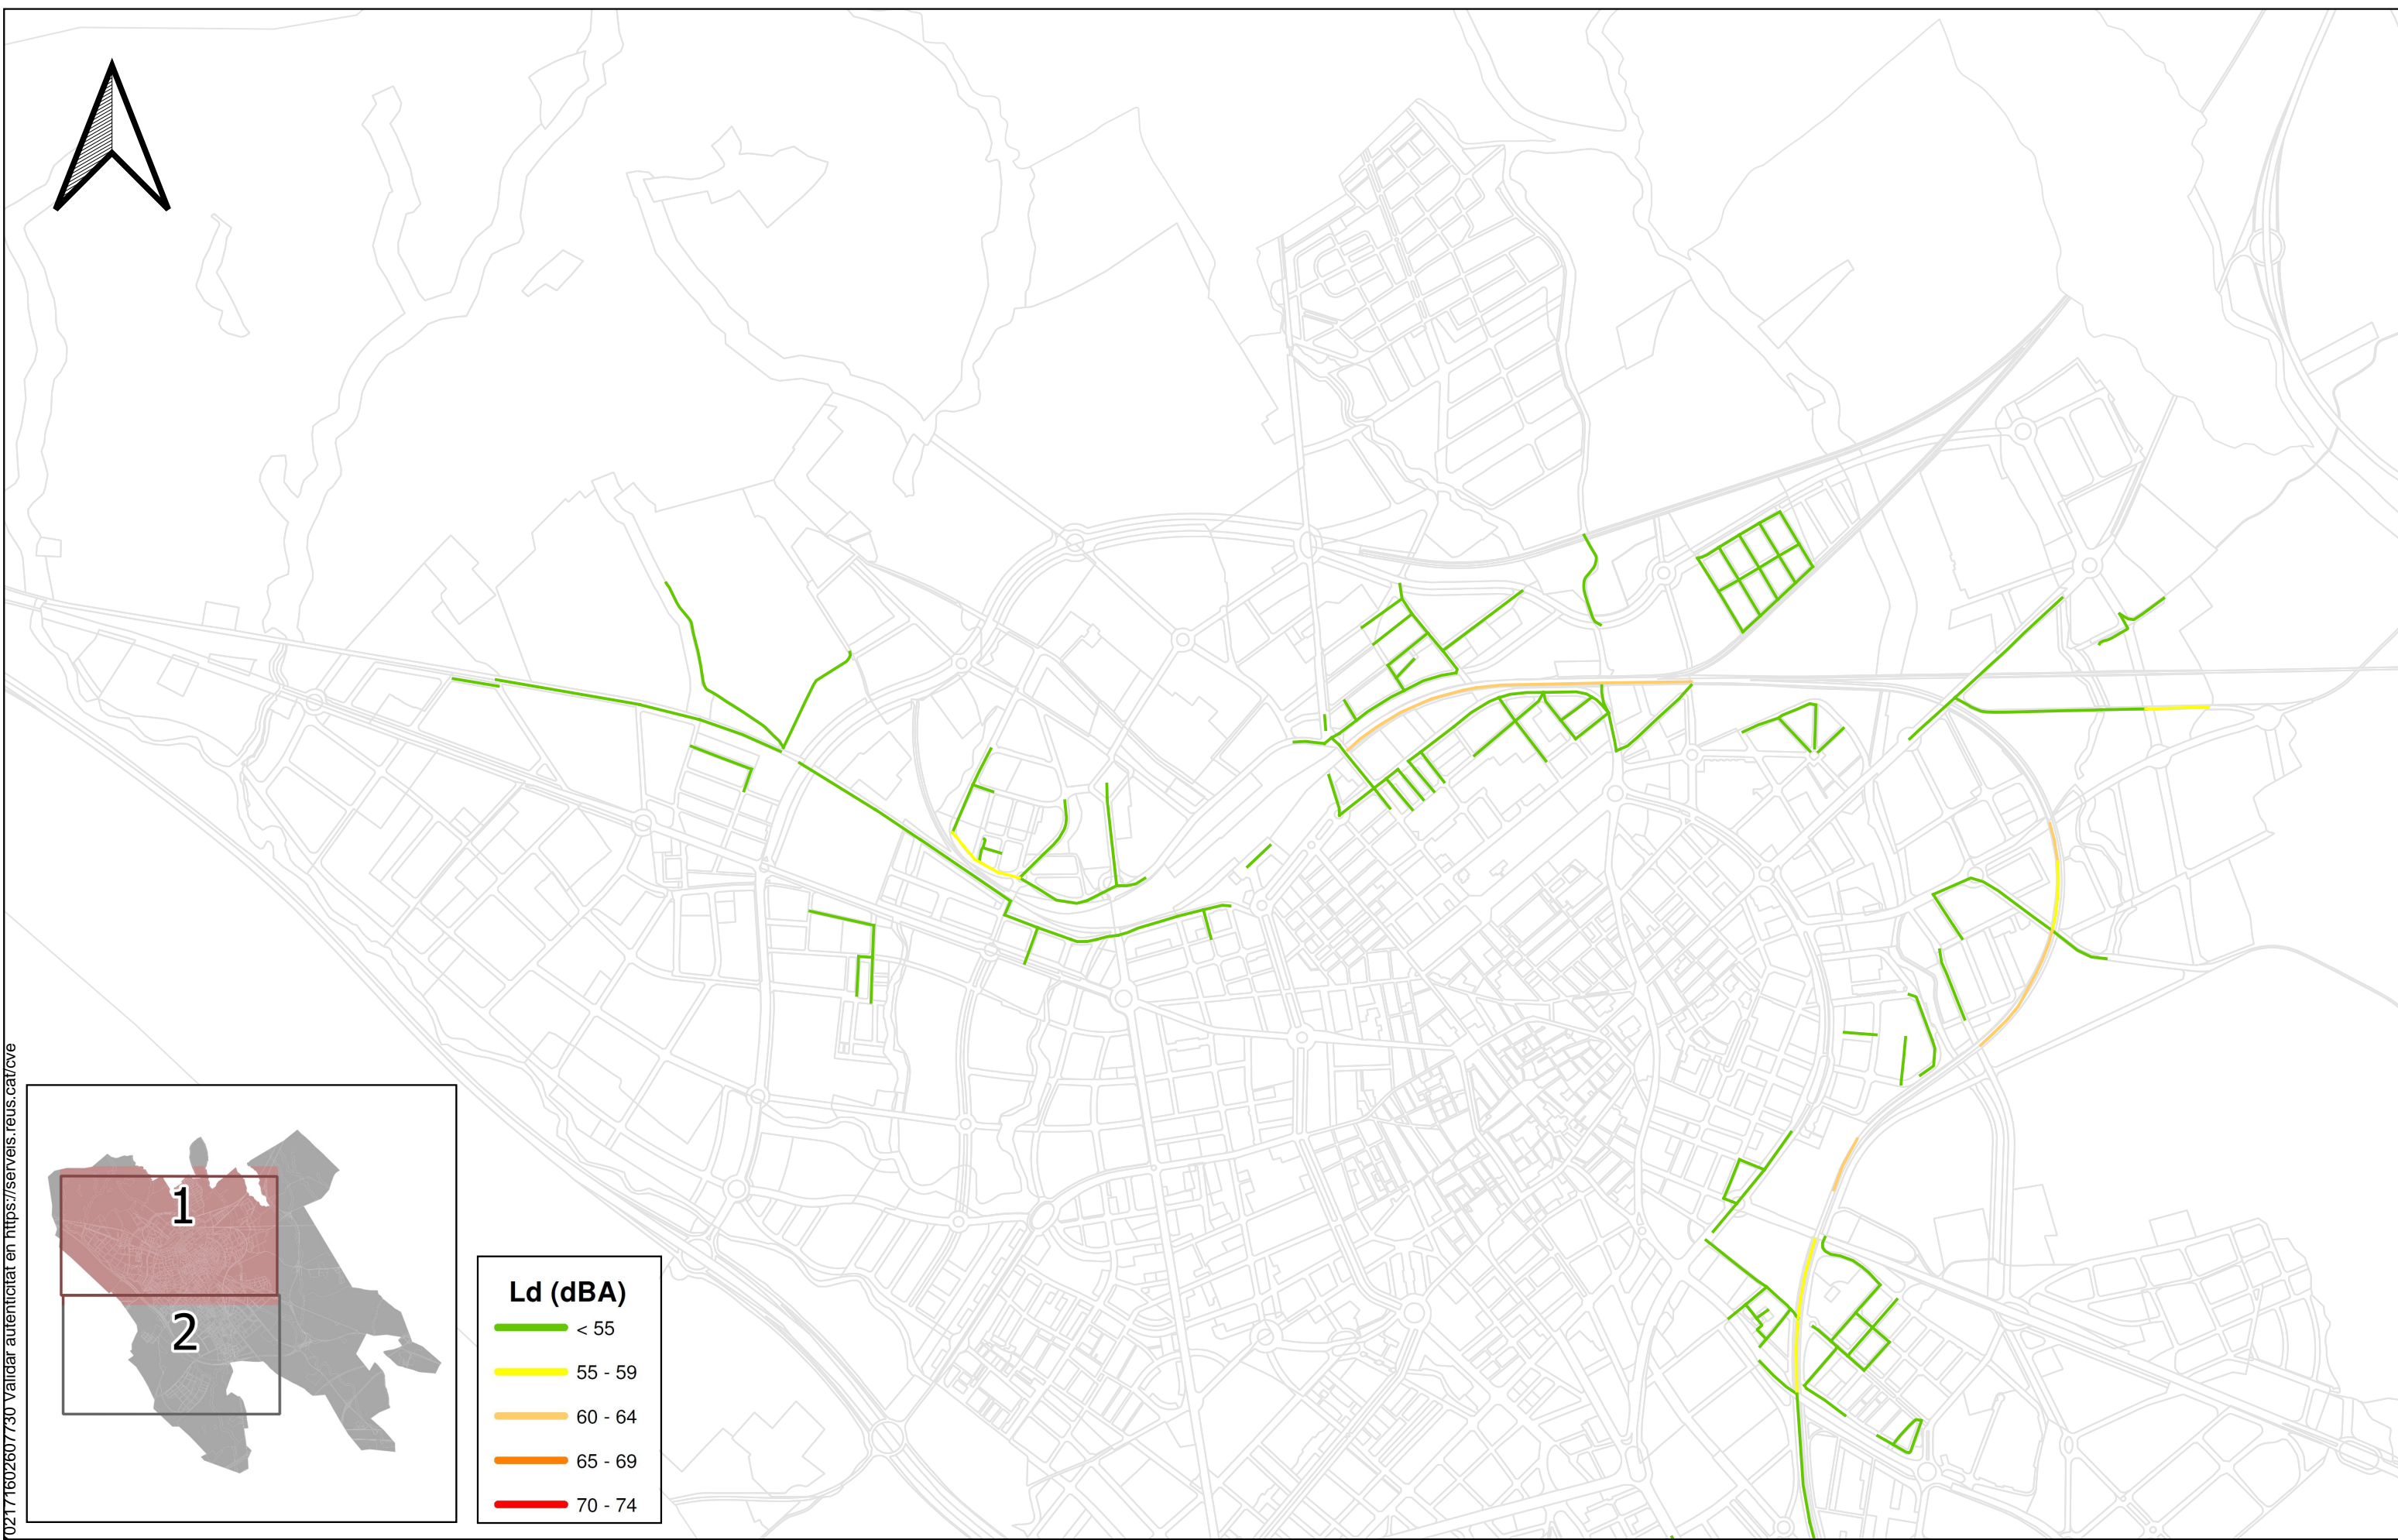 02171602607730 Validar autenticitat en https://serveis.reus.cat/cve
1
2
Ld (dBA)
< 55
55 - 59
60 - 64
65 - 69
70 - 74